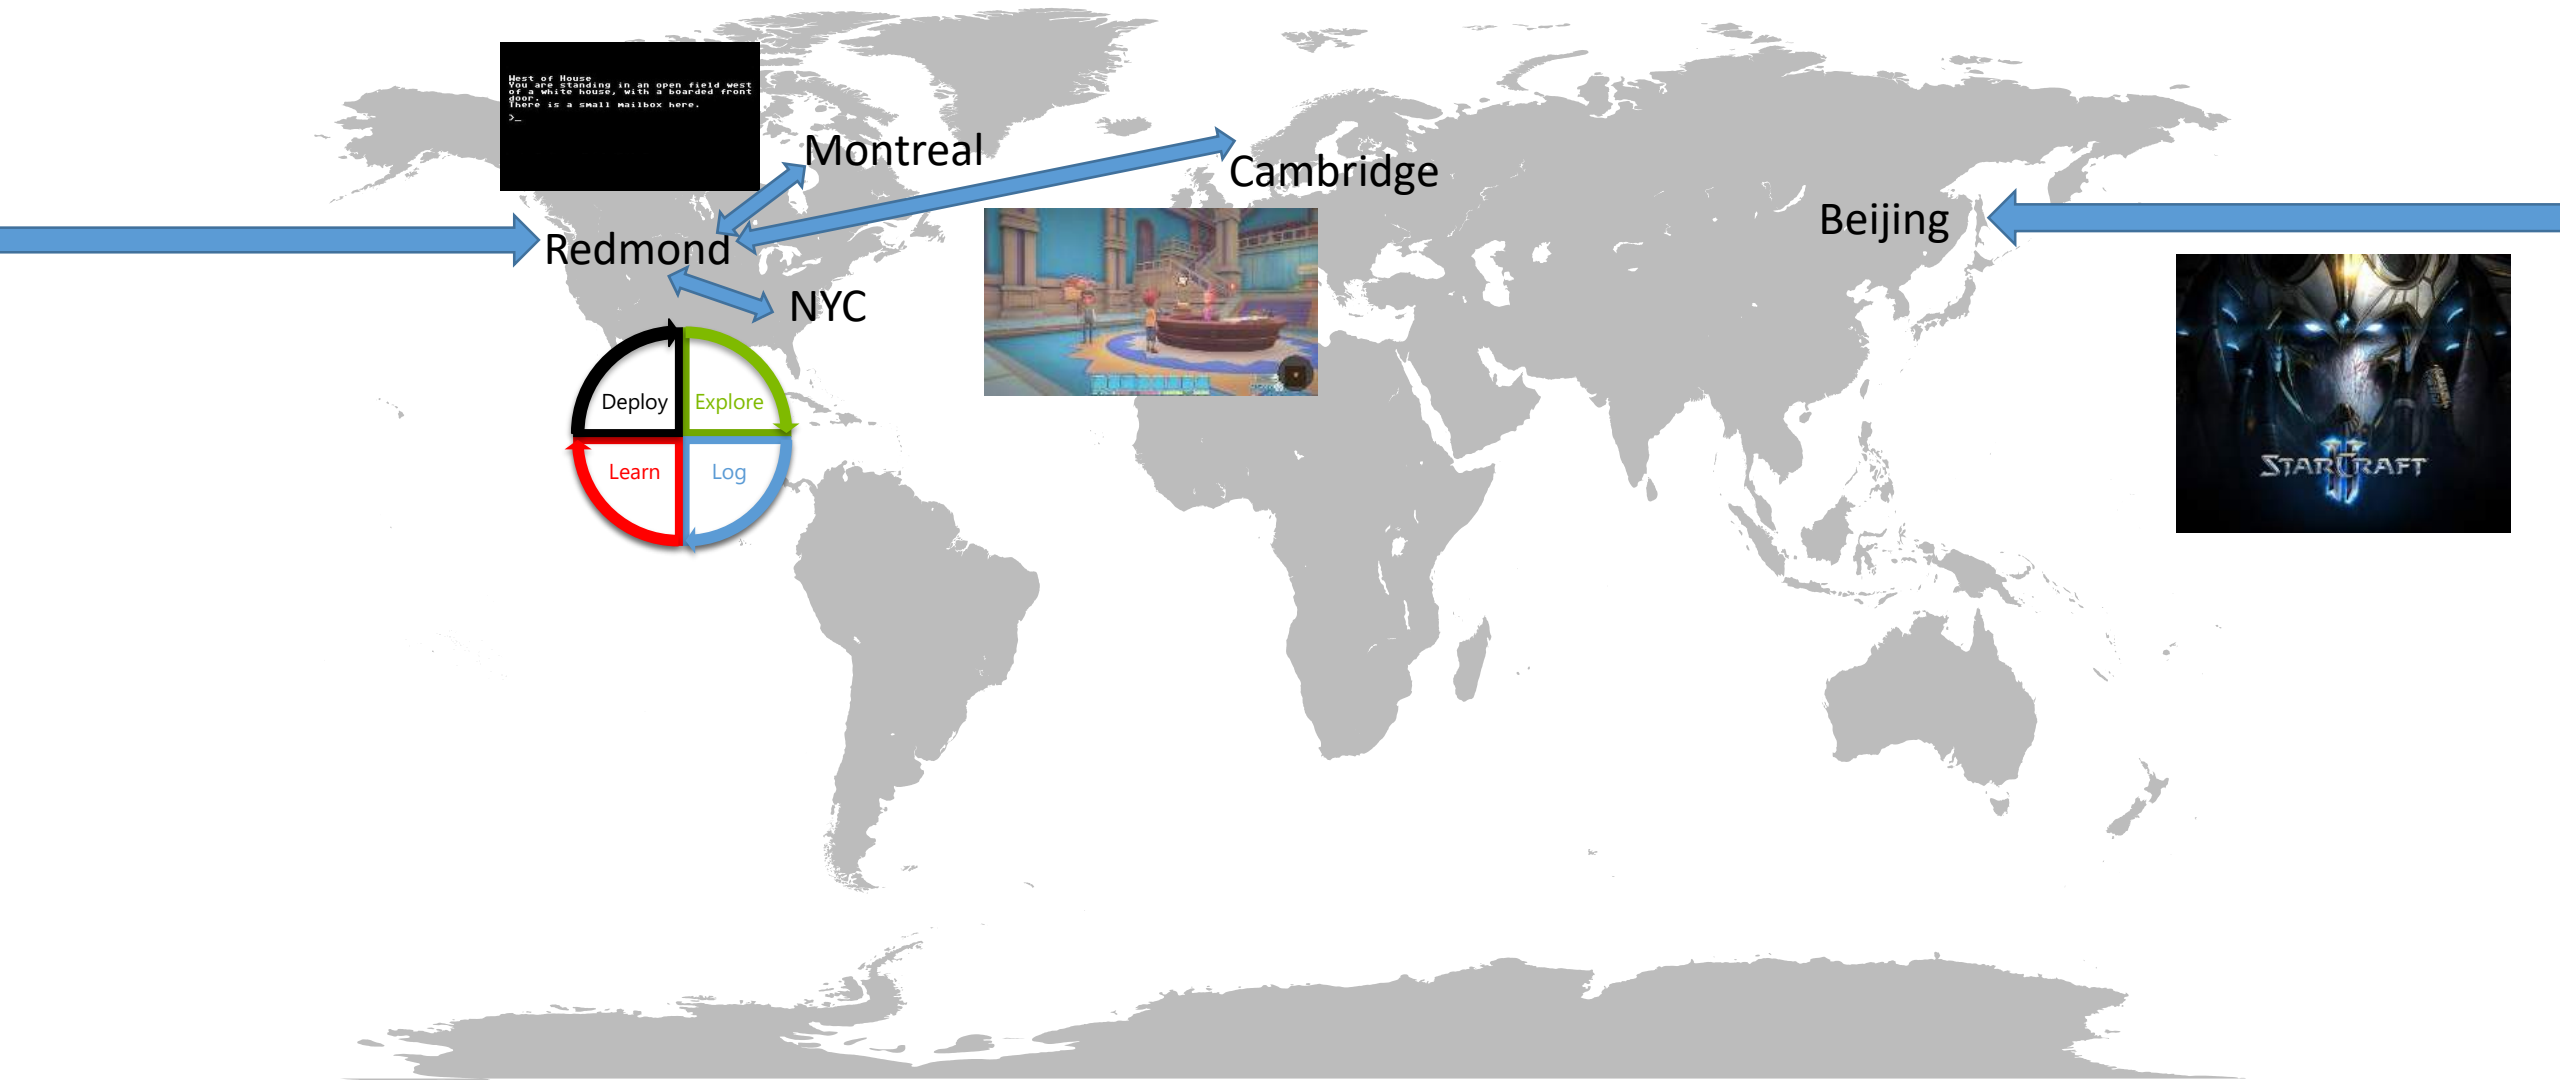 West of House
You are standing in an open field west
of a white house, with a boarded front
door.
There is a small mailbox here.
>_
Montreal
Cambridge
Redmond
Beijing
NYC
Deploy
Explore
Learn
Log
STARCRAFT
II